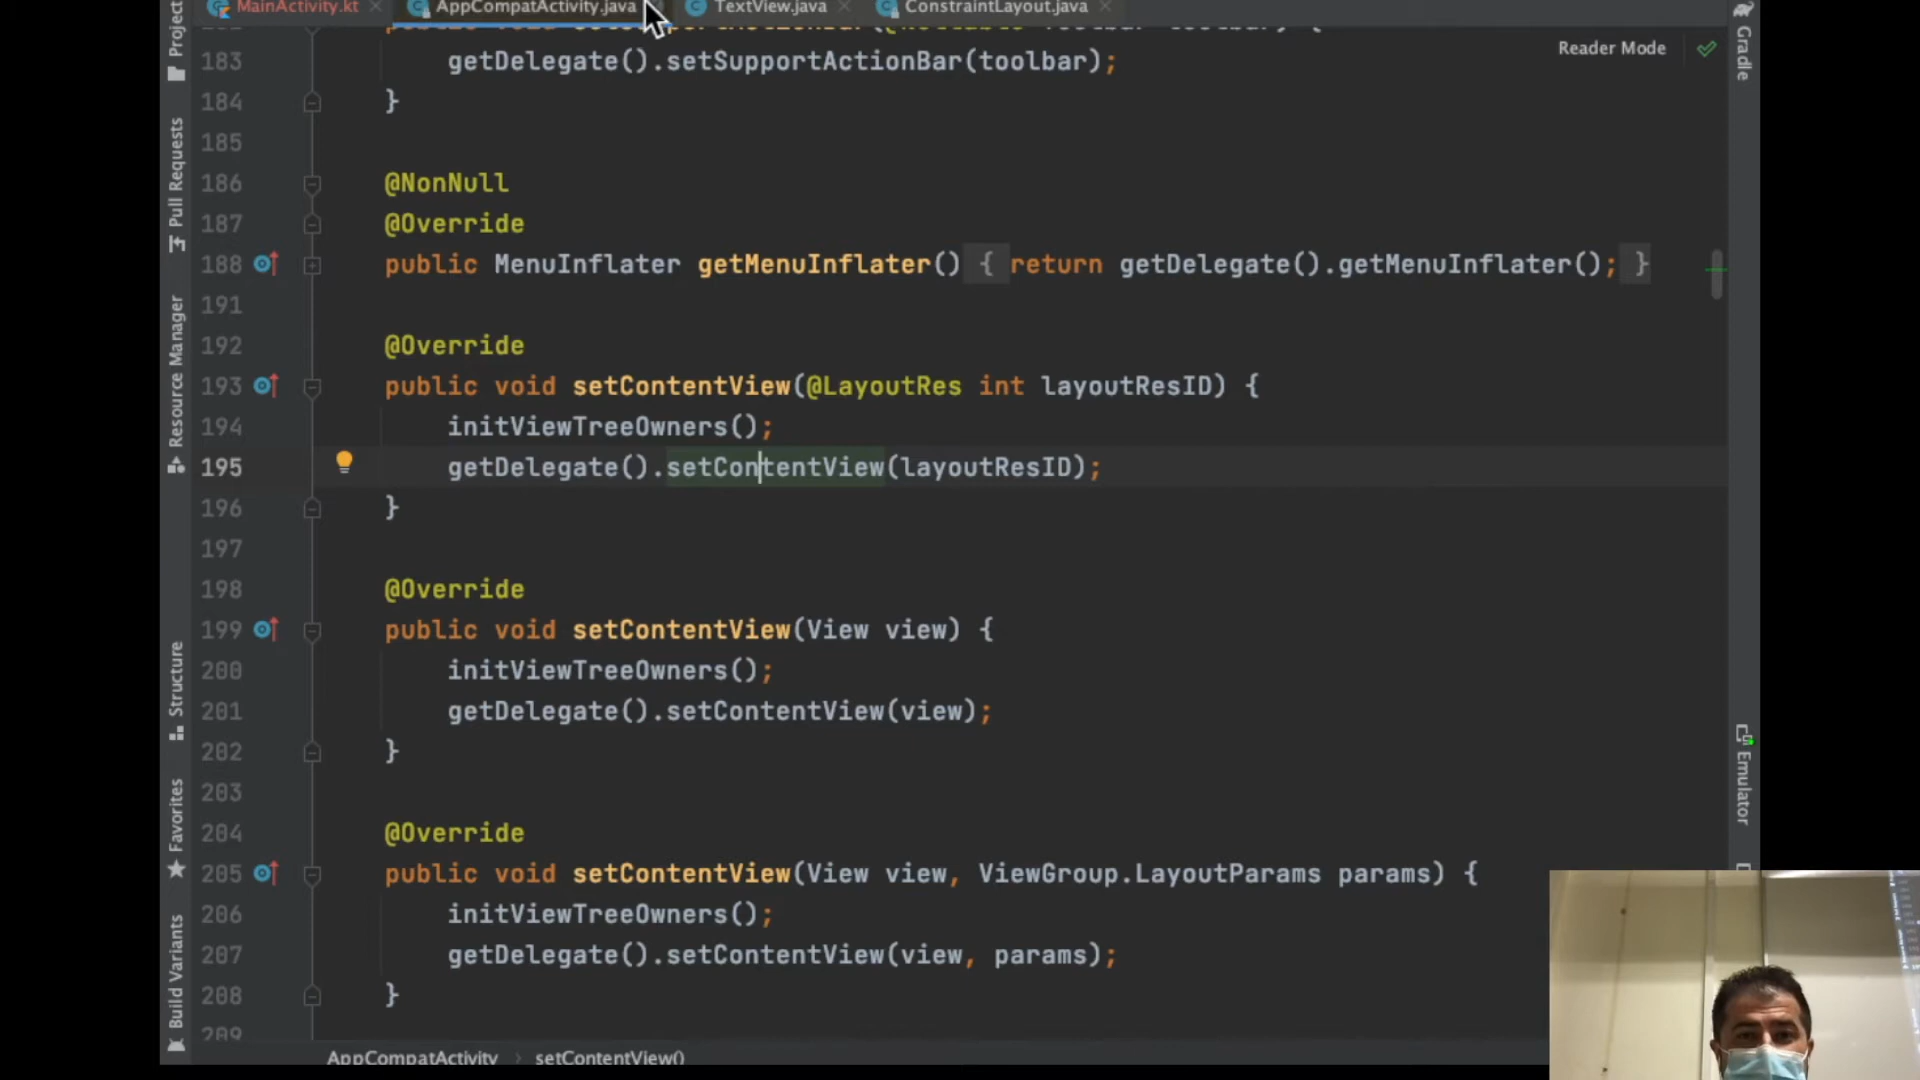 MainActivity.kt AppCompatActivity.java TextView.java ConstraintLayout.java
Reader Mode
183 getDelegate().setSupportActionBar(toolbar);
184 }
185
186 @NonNull
187 @Override
188 public MenuInflater getMenuInflater() { return getDelegate().getMenuInflater(); }
191
192 @Override
193 public void setContentView(@LayoutRes int layoutResID) {
194 initViewTreeOwners();
195 getDelegate().setContentView(layoutResID);
196 }
197
198 @Override
199 public void setContentView(View view) {
200 initViewTreeOwners();
201 getDelegate().setContentView(view);
202 }
203
204 @Override
205 public void setContentView(View view, ViewGroup.LayoutParams params) {
206 initViewTreeOwners();
207 getDelegate().setContentView(view, params);
208 }
209
AppCompatActivity › setContentView()
Pull Requests
Resource Manager
Structure
Favorites
Build Variants
Gradle
Emulator